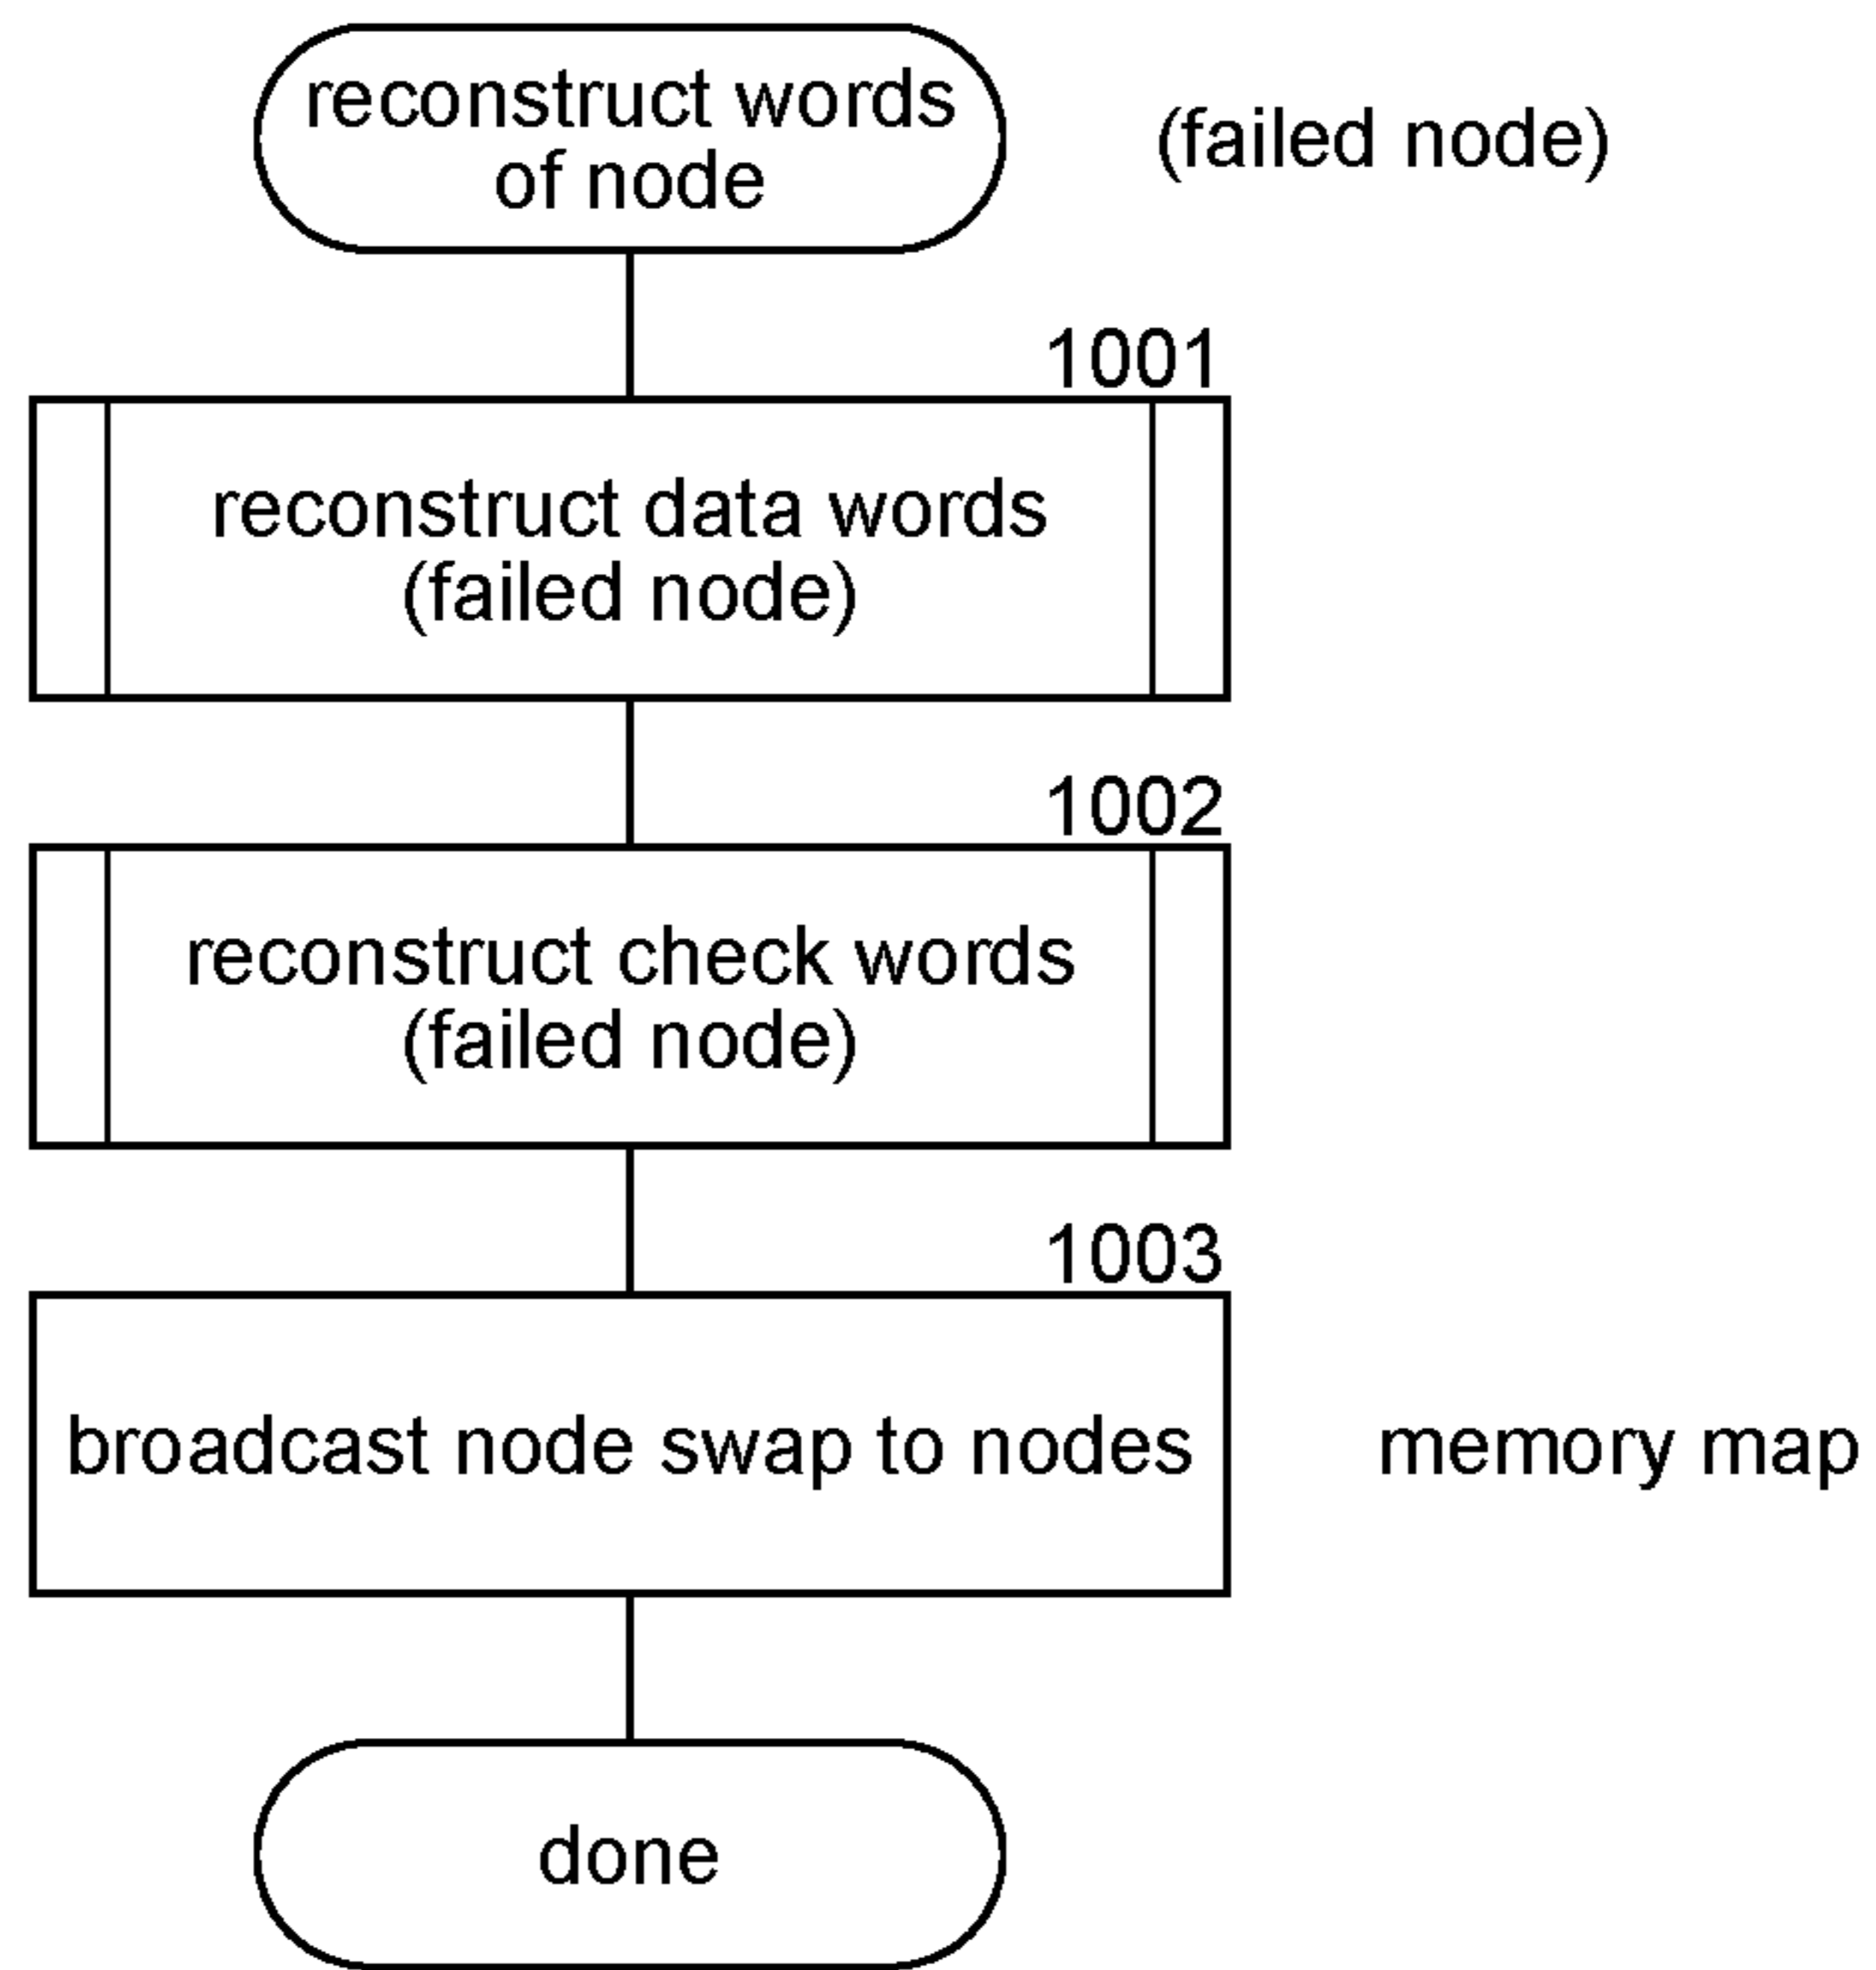 reconstruct words
of node
(failed node)
1001
reconstruct data words
(failed node)
1002
reconstruct check words
(failed node)
1003
broadcast node swap to nodes
memory map
done